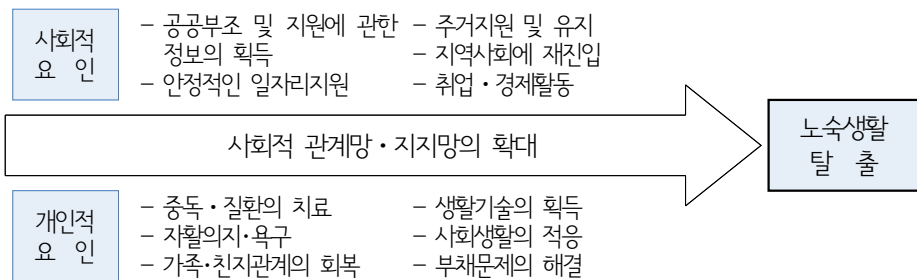 사회적
요 인
– 공공부조 및 지원에 관한
정보의 획득
– 안정적인 일자리지원
– 주거지원 및 유지
– 지역사회에 재진입
– 취업・경제활동
사회적 관계망・지지망의 확대
노숙생활
탈 출
개인적
요 인
– 중독・질환의 치료
– 자활의지·욕구
– 가족·친지관계의 회복
– 생활기술의 획득
– 사회생활의 적응
– 부채문제의 해결